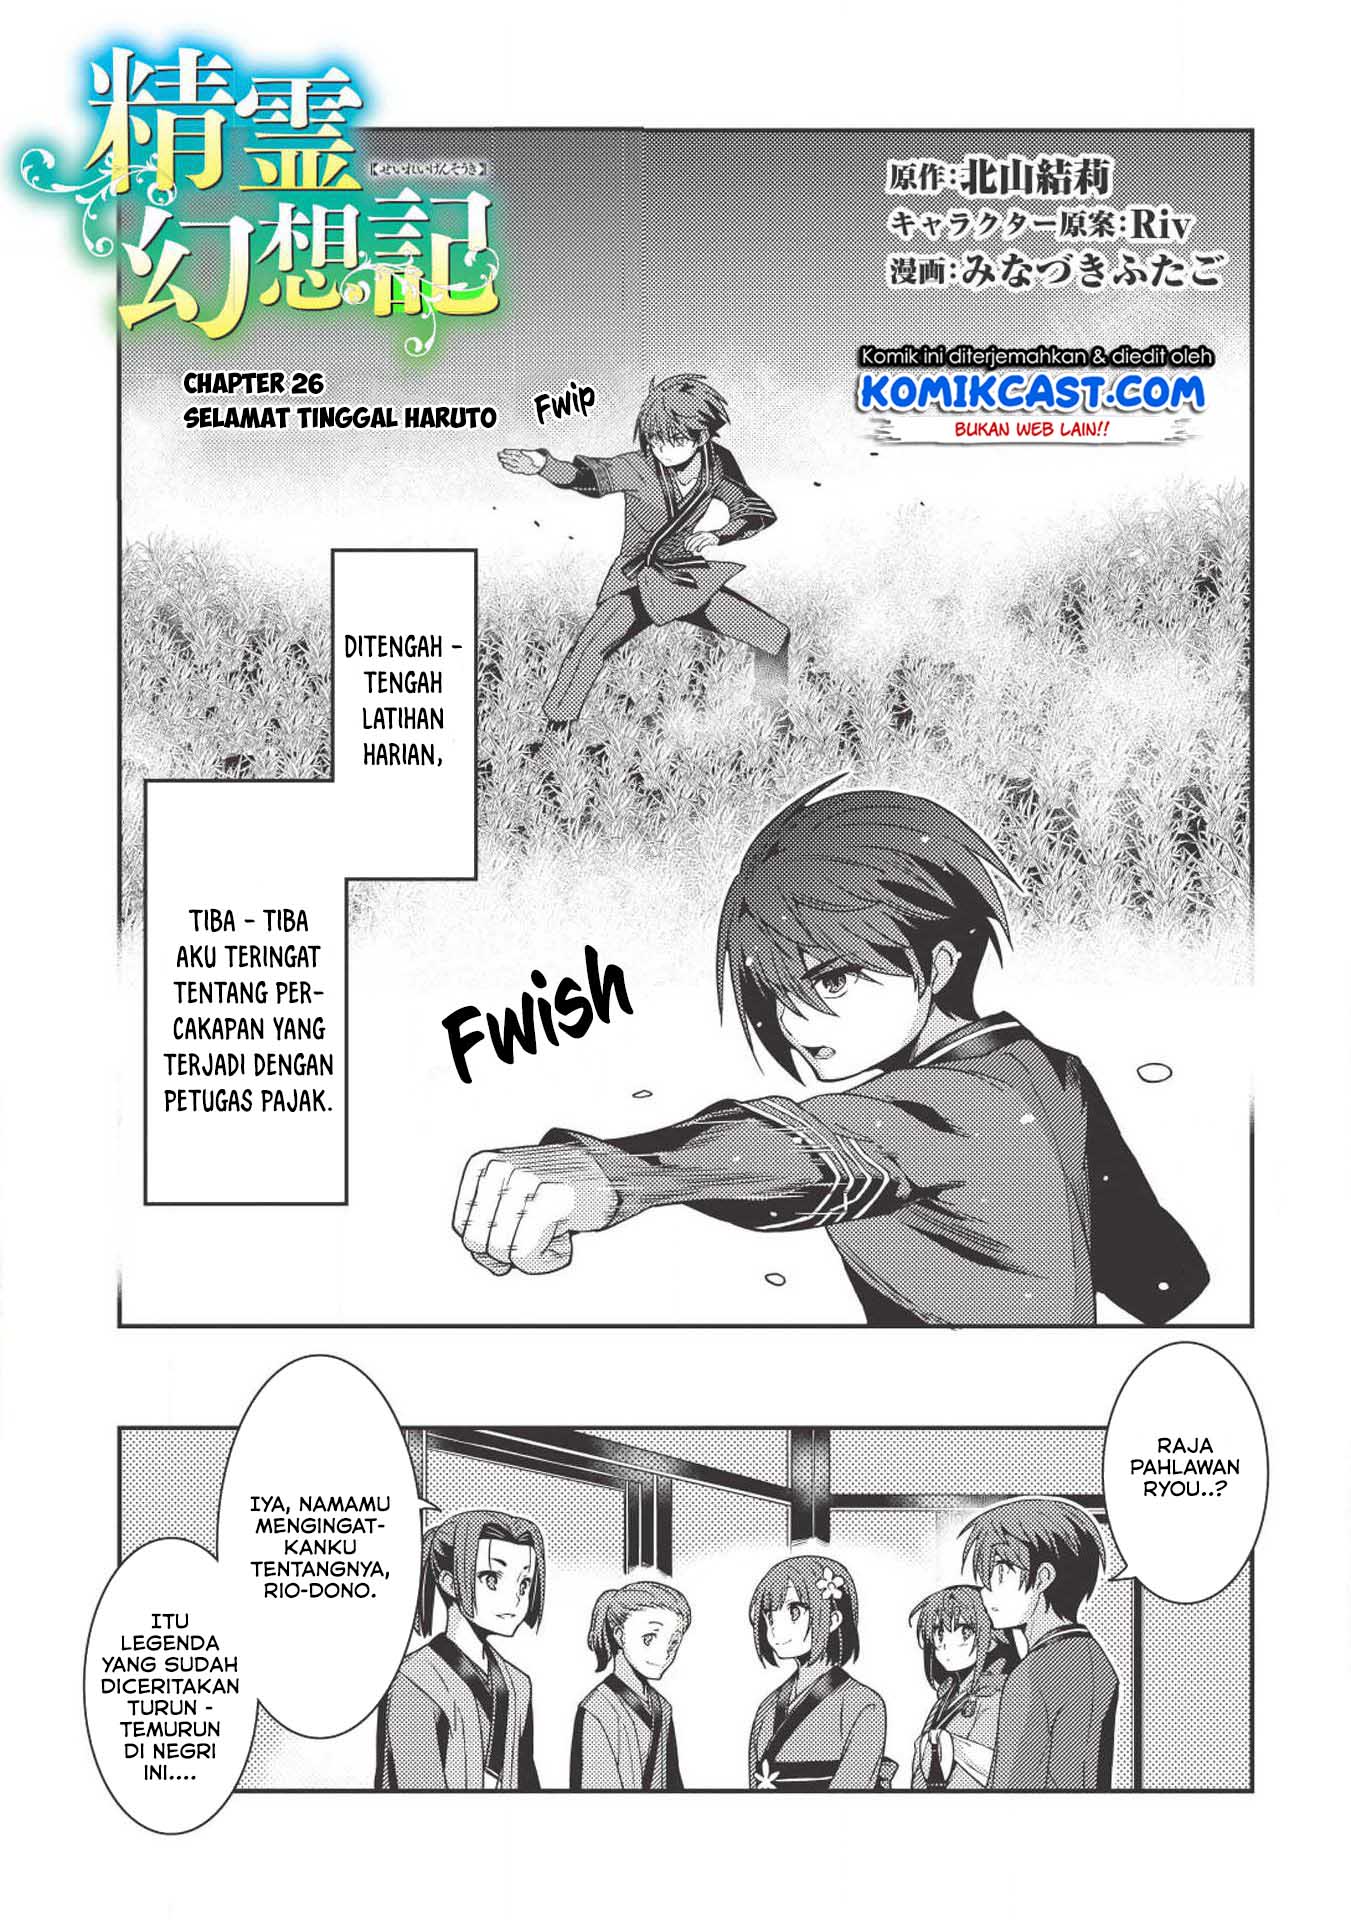 精霊
【せいれいげんそうき】
幻想記
原作:北山結莉
キャラクター原案:Riv
漫画:みなづきふたご
Komik ini diterjemahkan & diedit oleh
KOMIKCAST.COM
BUKAN WEB LAIN!!
CHAPTER 26
SELAMAT TINGGAL HARUTO
FWIP
DITENGAH -
TENGAH
LATIHAN
HARIAN,
TIBA - TIBA
AKU TERINGAT
TENTANG PER-
CAKAPAN YANG
TERJADI DENGAN
PETUGAS PAJAK.
FWISH
RAJA
PAHLAWAN
RYOU..?
IYA, NAMAMU
MENGINGAT-
KANKU
TENTANGNYA,
RIO-DONO.
ITU
LEGENDA
YANG SUDAH
DICERITAKAN
TURUN -
TEMURUN
DI NEGRI
INI....